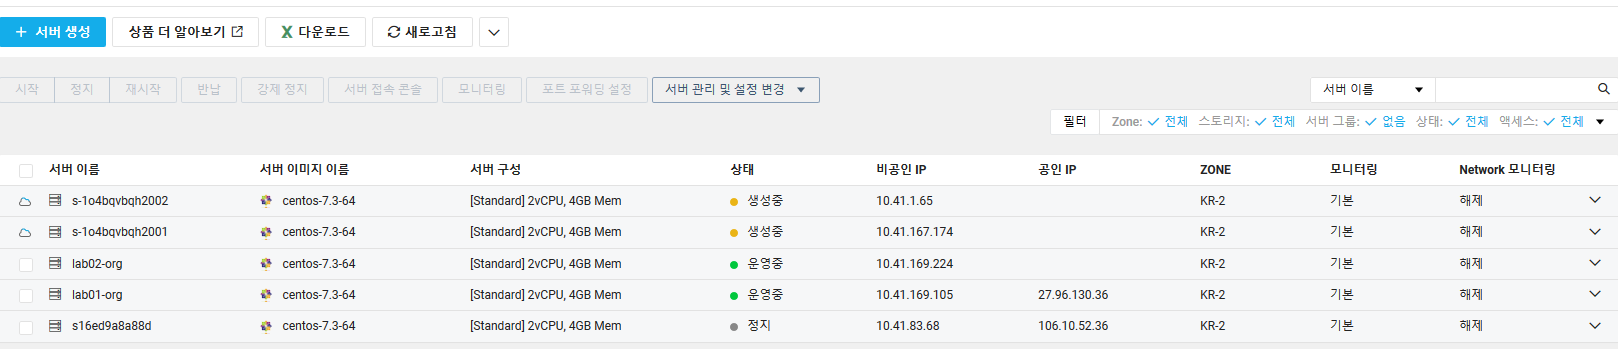 + 서버 생성 상품 더 알아보기 다운로드 새로고침
시작 정지 재시작 반납 강제 정지 서버 접속 콘솔 모니터링 포트 포워딩 설정 서버 관리 및 설정 변경 서버 이름
필터 Zone: 전체 스토리지: 전체 서버 그룹: 없음 상태: 전체 액세스: 전체
서버 이름 서버 이미지 이름 서버 구성 상태 비공인 IP 공인 IP ZONE 모니터링 Network 모니터링
s-1o4bqvbqh2002 centos-7.3-64 [Standard] 2vCPU, 4GB Mem 생성중 10.41.1.65 KR-2 기본 해제
s-1o4bqvbqh2001 centos-7.3-64 [Standard] 2vCPU, 4GB Mem 생성중 10.41.167.174 KR-2 기본 해제
lab02-org centos-7.3-64 [Standard] 2vCPU, 4GB Mem 운영중 10.41.169.224 KR-2 기본 해제
lab01-org centos-7.3-64 [Standard] 2vCPU, 4GB Mem 운영중 10.41.169.105 27.96.130.36 KR-2 기본 해제
s16ed9a8a88d centos-7.3-64 [Standard] 2vCPU, 4GB Mem 정지 10.41.83.68 106.10.52.36 KR-2 기본 해제